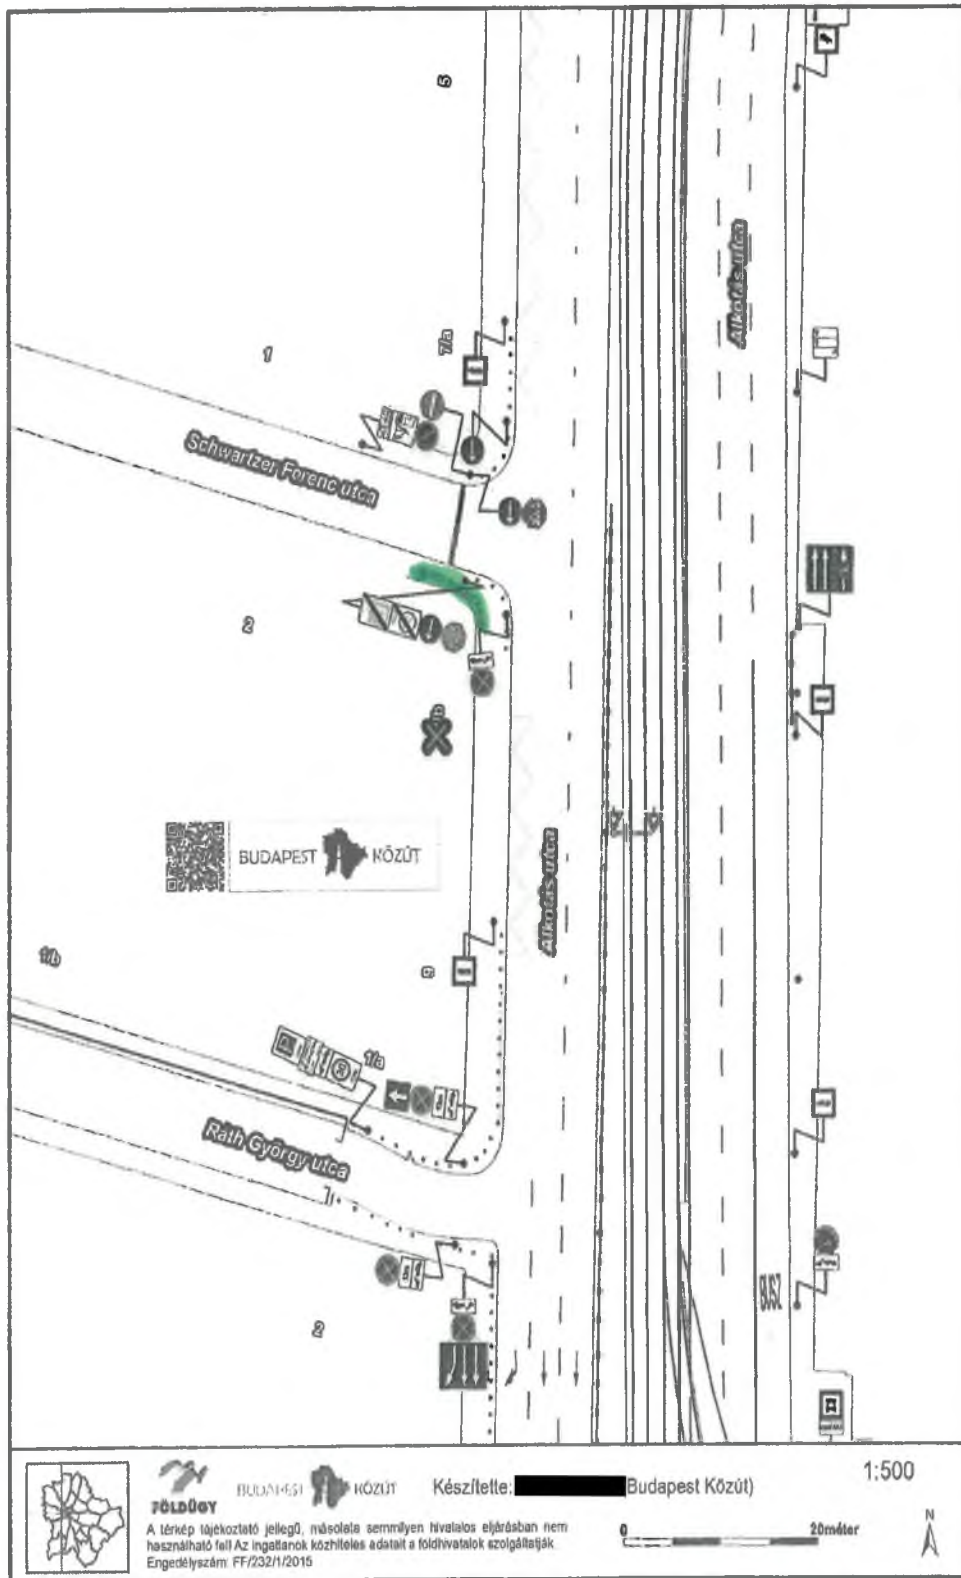 5
Alkotás utca
7/a
1
Schwartzer Ferenc utca
2
BUDAPEST KÖZÚT
Alkotás utca
9
1/b
1/a
Ráth György utca
BUSZ
2
1:500
FÖLDÜGY
BUDAPEST KÖZÚT
Készítette: Budapest Közút)
A térkép tájékoztató jellegű, másolata semmilyen hivatalos eljárásban nem
használható fel! Az ingatlanok közhiteles adatait a földhivatalok szolgáltatják.
Engedélyszám: FF/232/1/2015
0 20méter
N